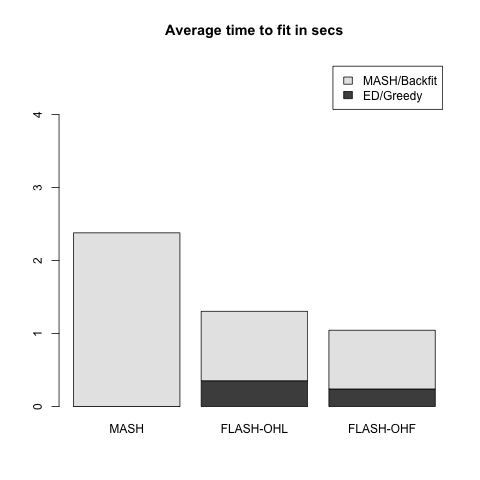 Average time to fit in secs
MASH/Backfit
ED/Greedy
4
3
2
1
0
MASH FLASH-OHL FLASH-OHF